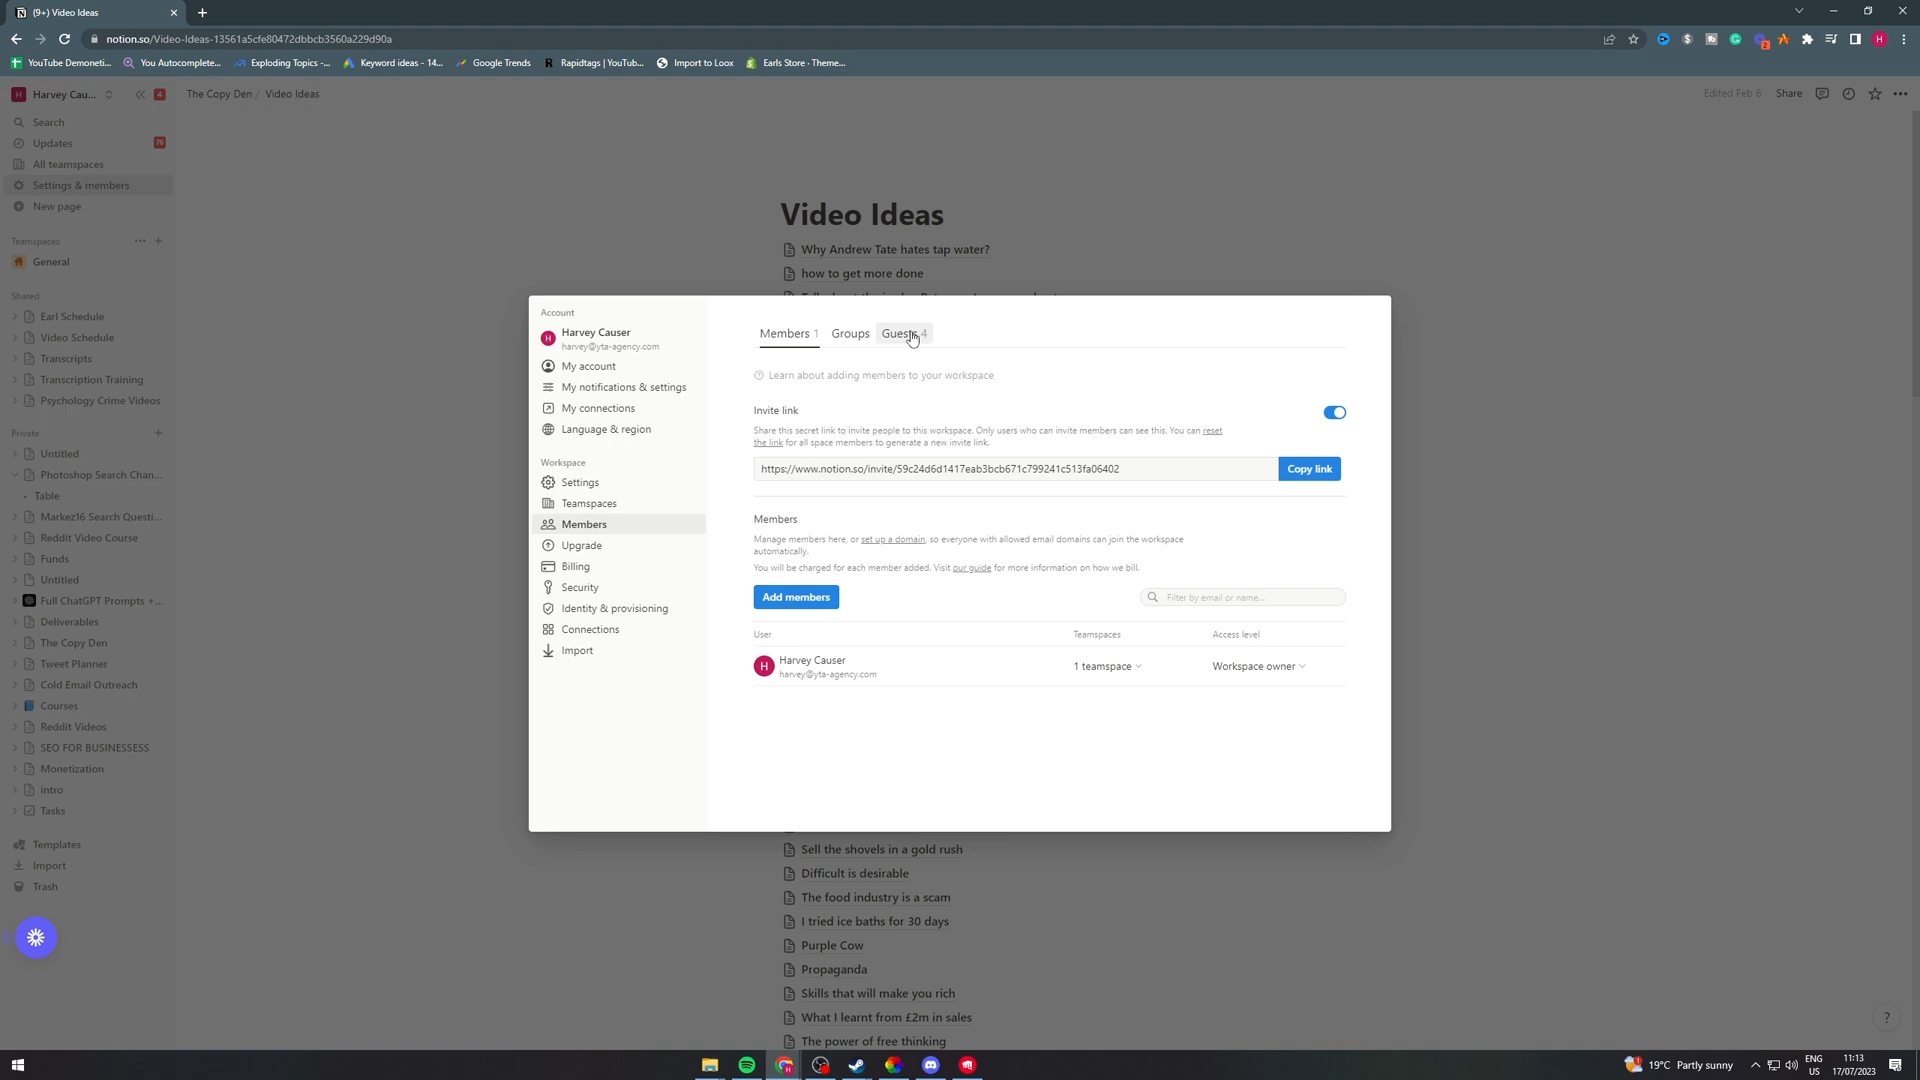 (9+) Video Ideas
notion.so/Video-Ideas-13561a5cfe80472dbbcb3560a229d90a
YouTube Demoneti...
You Autocomplete...
Exploding Topics -...
Keyword ideas - 14...
Google Trends
Rapidtags | YouTub...
Import to Loox
Earls Store · Theme...
H
2
Harvey Cau...
4
The Copy Den / Video Ideas
Edited Feb 6
Share
Search
Updates
76
All teamspaces
Settings & members
New page
Teamspaces
General
Shared
Earl Schedule
Video Schedule
Transcripts
Transcription Training
Psychology Crime Videos
Private
Untitled
Photoshop Search Chan...
Table
Markez16 Search Questi...
Reddit Video Course
Funds
Untitled
Full ChatGPT Prompts +...
Deliverables
The Copy Den
Tweet Planner
Cold Email Outreach
Courses
Reddit Videos
SEO FOR BUSINESSESS
Monetization
intro
Tasks
Templates
Import
Trash
Video Ideas
Why Andrew Tate hates tap water?
how to get more done
Account
H
Harvey Causer
harvey@yta-agency.com
My account
My notifications & settings
My connections
Language & region
Workspace
Settings
Teamspaces
Members
Upgrade
Billing
Security
Identity & provisioning
Connections
Import
Members 1
Groups
Guests 4
Learn about adding members to your workspace
Invite link
Share this secret link to invite people to this workspace. Only users who can invite members can see this. You can reset
the link for all space members to generate a new invite link.
https://www.notion.so/invite/59c24d6d1417eab3bcb671c799241c513fa06402
Copy link
Members
Manage members here, or set up a domain, so everyone with allowed email domains can join the workspace
automatically.
You will be charged for each member added. Visit our guide for more information on how we bill.
Add members
Filter by email or name...
User
Teamspaces
Access level
H
Harvey Causer
harvey@yta-agency.com
1 teamspace
Workspace owner
Sell the shovels in a gold rush
Difficult is desirable
The food industry is a scam
I tried ice baths for 30 days
Purple Cow
Propaganda
Skills that will make you rich
What I learnt from £2m in sales
The power of free thinking
?
19°C Partly sunny
ENG
US
11:13
17/07/2023